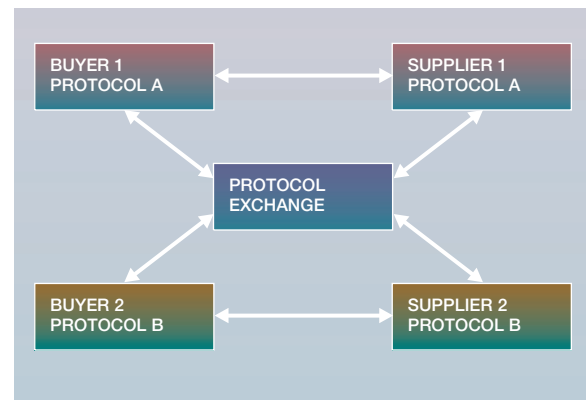 BUYER 1
PROTOCOL A
SUPPLIER 1
PROTOCOL A
PROTOCOL
EXCHANGE
BUYER 2
PROTOCOL B
SUPPLIER 2
PROTOCOL B